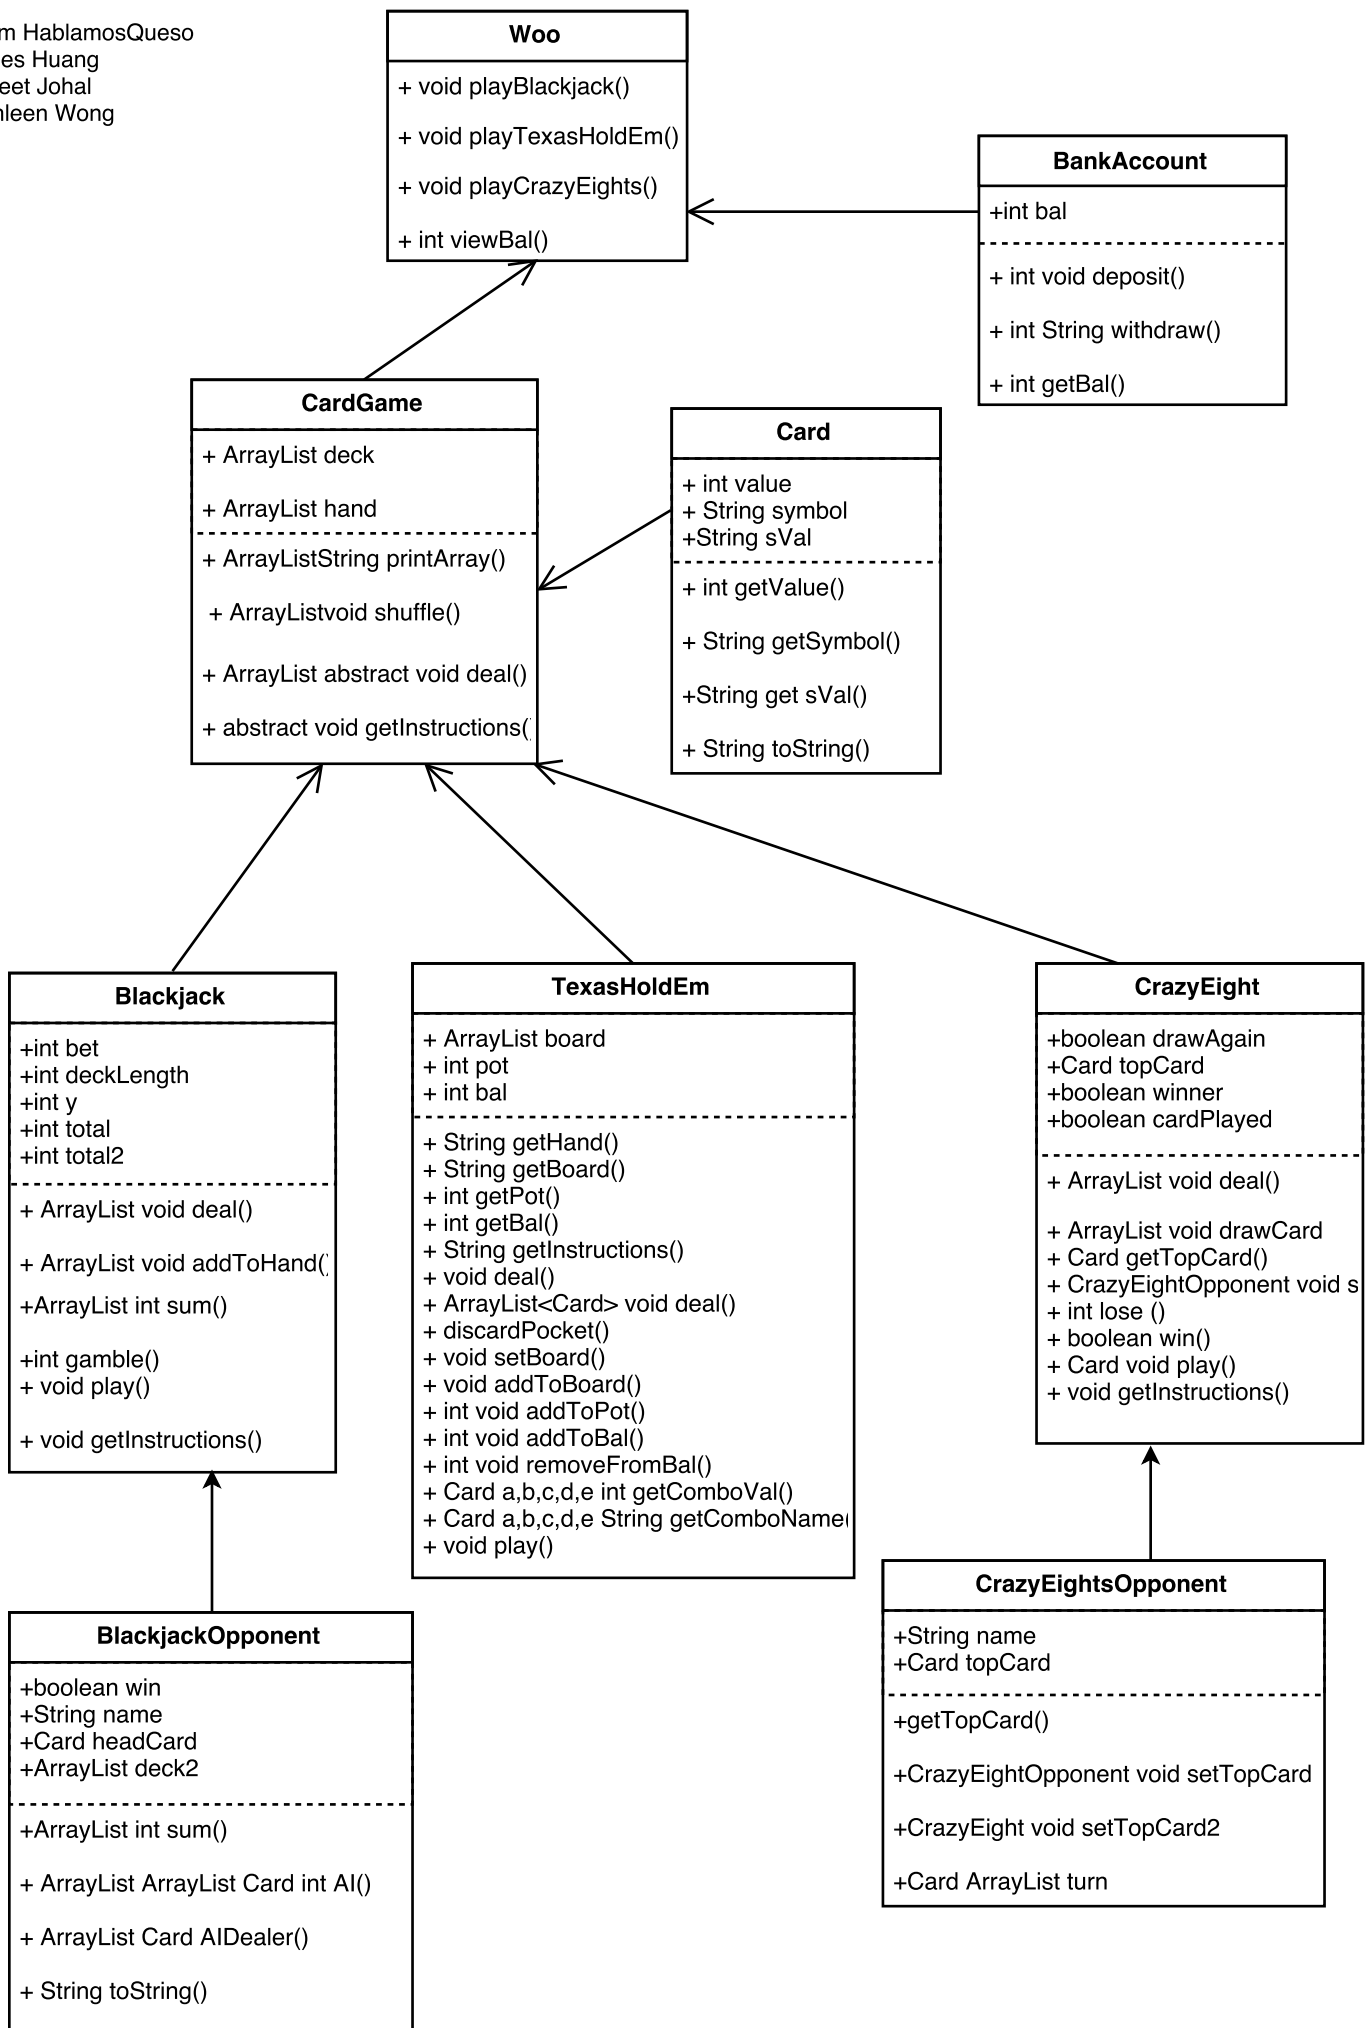 m HablamosQueso
es Huang
eet Johal
nleen Wong
Woo
+ void playBlackjack()
+ void playTexasHoldEm()
+ void playCrazyEights()
+ int viewBal()
BankAccount
+int bal
+ int void deposit()
+ int String withdraw()
+ int getBal()
CardGame
+ ArrayList deck
+ ArrayList hand
+ ArrayListString printArray()
+ ArrayListvoid shuffle()
+ ArrayList abstract void deal()
+ abstract void getInstructions(
Card
+ int value
+ String symbol
+String sVal
+ int getValue()
+ String getSymbol()
+String get sVal()
+ String toString()
Blackjack
+int bet
+int deckLength
+int y
+int total
+int total2
+ ArrayList void deal()
+ ArrayList void addToHand()
+ArrayList int sum()
+int gamble()
+ void play()
+ void getInstructions()
TexasHoldEm
+ ArrayList board
+ int pot
+ int bal
+ String getHand()
+ String getBoard()
+ int getPot()
+ int getBal()
+ String getInstructions()
+ void deal()
+ ArrayList<Card> void deal()
+ discardPocket()
+ void setBoard()
+ void addToBoard()
+ int void addToPot()
+ int void addToBal()
+ int void removeFromBal()
+ Card a,b,c,d,e int getComboVal()
+ Card a,b,c,d,e String getComboName(
+ void play()
CrazyEight
+boolean drawAgain
+Card topCard
+boolean winner
+boolean cardPlayed
+ ArrayList void deal()
+ ArrayList void drawCard
+ Card getTopCard()
+ CrazyEightOpponent void s
+ int lose ()
+ boolean win()
+ Card void play()
+ void getInstructions()
BlackjackOpponent
+boolean win
+String name
+Card headCard
+ArrayList deck2
+ArrayList int sum()
+ ArrayList ArrayList Card int AI()
+ ArrayList Card AIDealer()
+ String toString()
CrazyEightsOpponent
+String name
+Card topCard
+getTopCard()
+CrazyEightOpponent void setTopCard
+CrazyEight void setTopCard2
+Card ArrayList turn